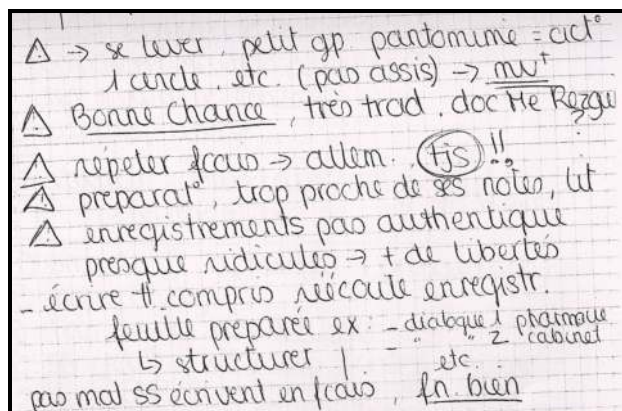 ⚠ → se lever, petit gp. pantomime = act°
1 cercle, etc. (pas assis) → mvt
⚠ Bonne Chance, très trad. doc Me
⚠ répéter fcais → allem. tjs !!
⚠ préparat°, trop proche de ses notes, lit
⚠ enregistrements pas authentique
presque ridicules → + de libertés
- écrire # compris réécoute enregistr.
feuille préparée ex : - dialogue 1 pharmacie
- " " 2 cabinet
↳ structurer | etc.
pas mal SS écrivent en fcais, fn. bien